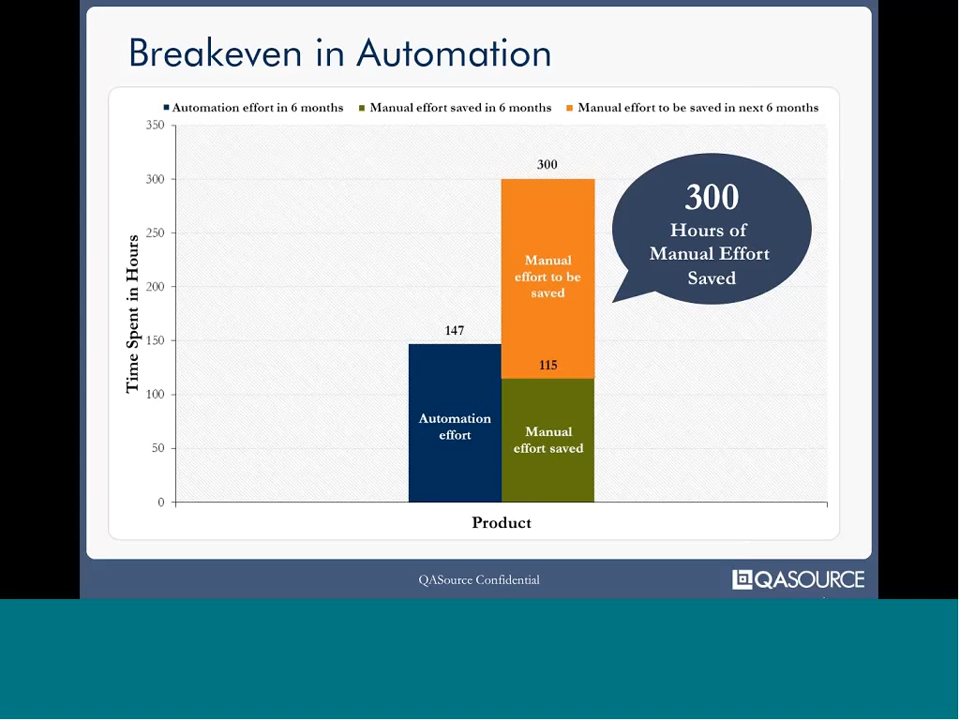 Breakeven in Automation
Automation effort in 6 months Manual effort saved in 6 months Manual effort to be saved in next 6 months
350
300
250
200
150
100
50
0
Time Spent in Hours
300
Manual
effort to be
saved
147
115
Automation
effort
Manual
effort saved
300
Hours of
Manual Effort
Saved
Product
QASource Confidential
QASOURCE